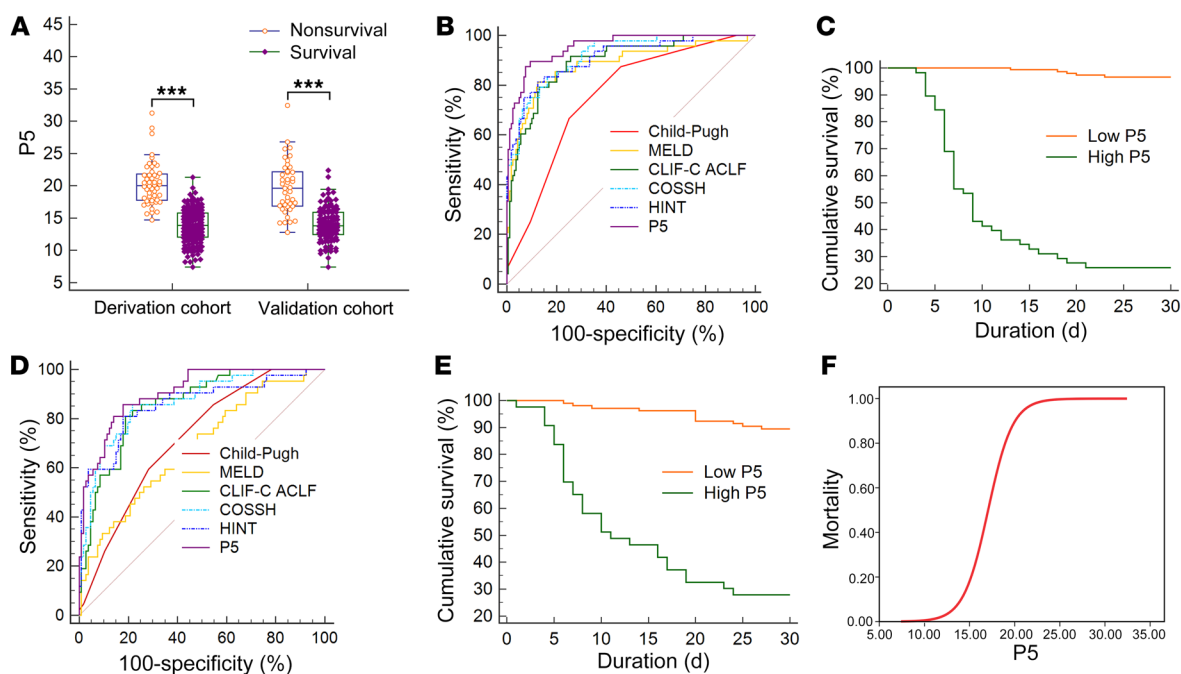 A
45
40
35
30
25
20
15
10
5
P5
Nonsurvival
Survival
***
***
Derivation cohort
Validation cohort
B
100
80
60
40
20
0
Sensitivity (%)
Child-Pugh
MELD
CLIF-C ACLF
COSSH
HINT
P5
0 20 40 60 80 100
100-specificity (%)
C
100
90
80
70
60
50
40
30
20
Cumulative survival (%)
Low P5
High P5
0 5 10 15 20 25 30
Duration (d)
D
100
80
60
40
20
0
Sensitivity (%)
Child-Pugh
MELD
CLIF-C ACLF
COSSH
HINT
P5
0 20 40 60 80 100
100-specificity (%)
E
100
90
80
70
60
50
40
30
20
Cumulative survival (%)
Low P5
High P5
0 5 10 15 20 25 30
Duration (d)
F
1.00
0.80
0.60
0.40
0.20
0.00
Mortality
5.00 10.00 15.00 20.00 25.00 30.00 35.00
P5